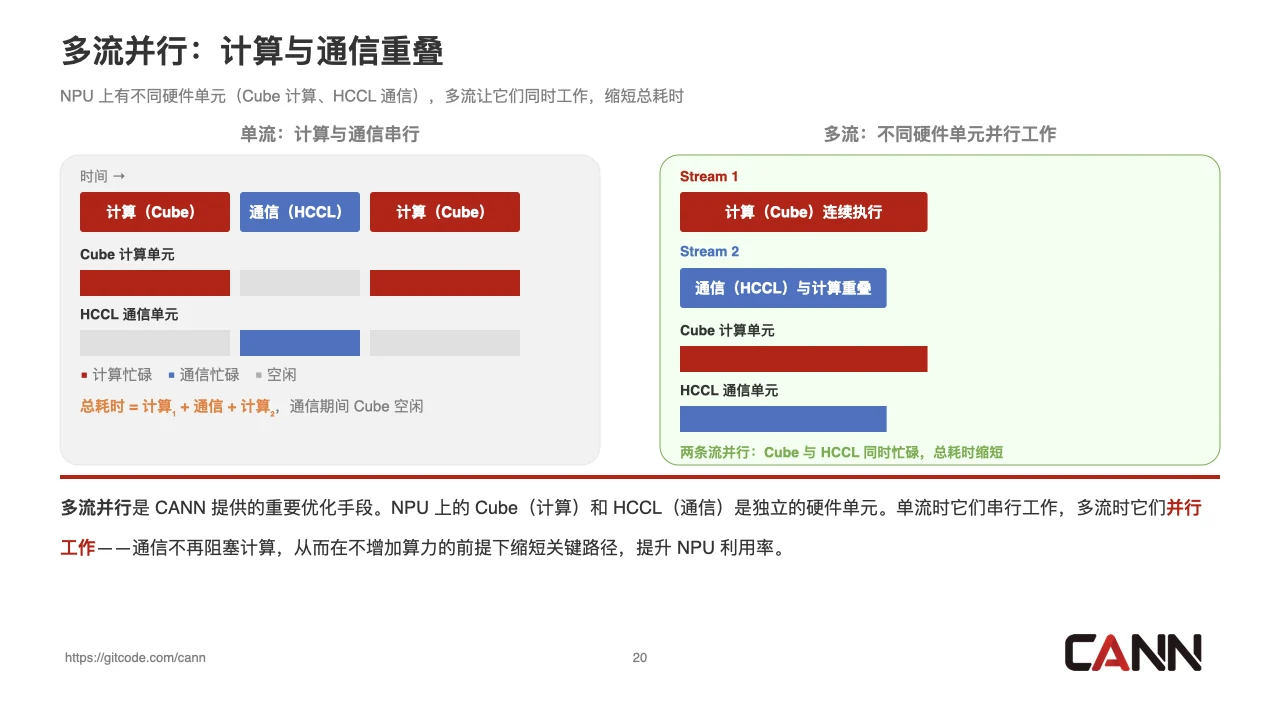 多流并行：计算与通信重叠
NPU 上有不同硬件单元（Cube 计算、HCCL 通信），多流让它们同时工作，缩短总耗时
单流：计算与通信串行
时间 →
计算（Cube）
通信（HCCL）
计算（Cube）
Cube 计算单元
HCCL 通信单元
计算忙碌
通信忙碌
空闲
总耗时 = 计算₁ + 通信 + 计算₂，通信期间 Cube 空闲
多流：不同硬件单元并行工作
Stream 1
计算（Cube）连续执行
Stream 2
通信（HCCL）与计算重叠
Cube 计算单元
HCCL 通信单元
两条流并行：Cube 与 HCCL 同时忙碌，总耗时缩短
多流并行是 CANN 提供的重要优化手段。NPU 上的 Cube（计算）和 HCCL（通信）是独立的硬件单元。单流时它们串行工作，多流时它们并行
工作——通信不再阻塞计算，从而在不增加算力的前提下缩短关键路径，提升 NPU 利用率。
https://gitcode.com/cann
20
CANN